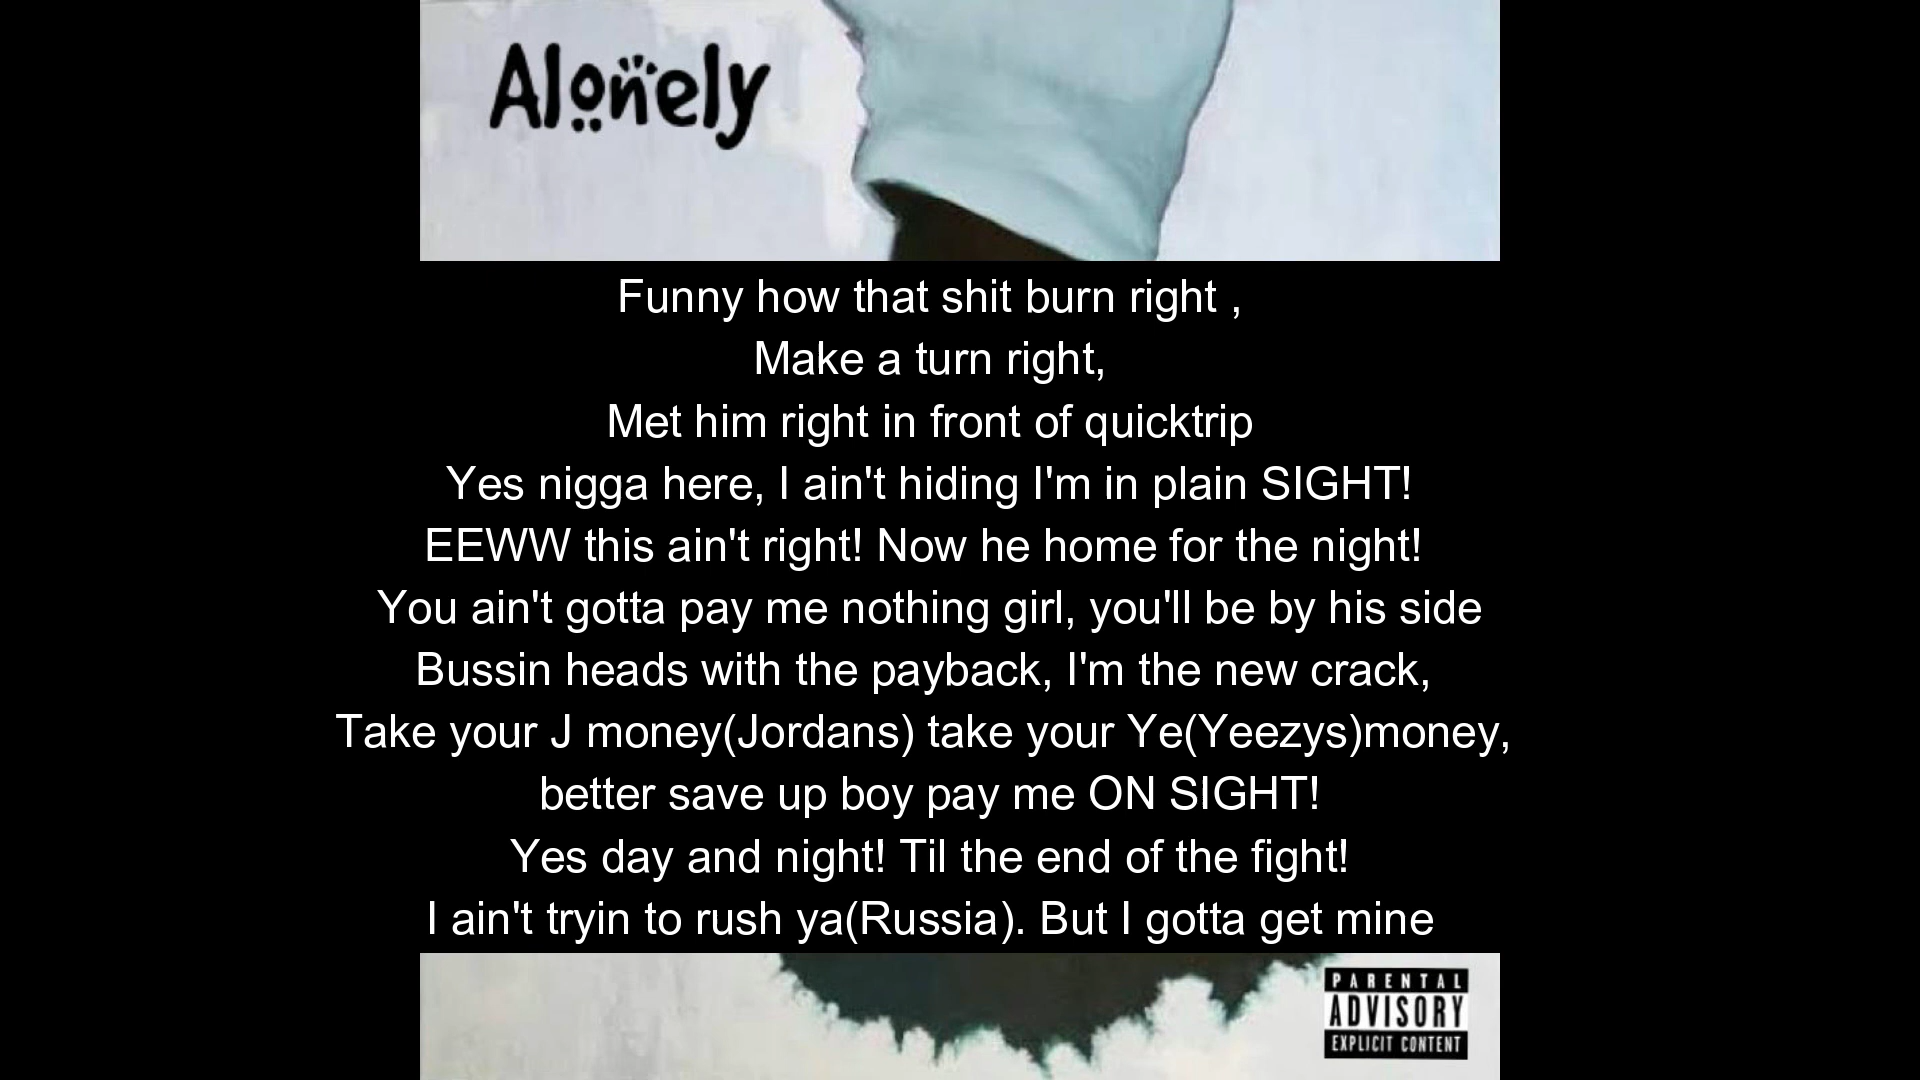 Alonely
Funny how that shit burn right ,
Make a turn right,
Met him right in front of quicktrip
Yes nigga here, I ain't hiding I'm in plain SIGHT!
EEWW this ain't right! Now he home for the night!
You ain't gotta pay me nothing girl, you'll be by his side
Bussin heads with the payback, I'm the new crack,
Take your J money(Jordans) take your Ye(Yeezys)money,
better save up boy pay me ON SIGHT!
Yes day and night! Til the end of the fight!
I ain't tryin to rush ya(Russia). But I gotta get mine
PARENTAL
ADVISORY
EXPLICIT CONTENT